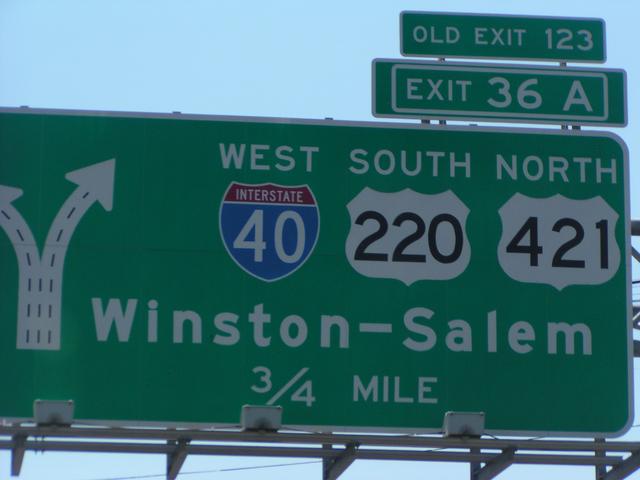 OLD EXIT 123
EXIT 36 A
WEST SOUTH NORTH
INTERSTATE
40 220 421
Winston-Salem
3/4 MILE